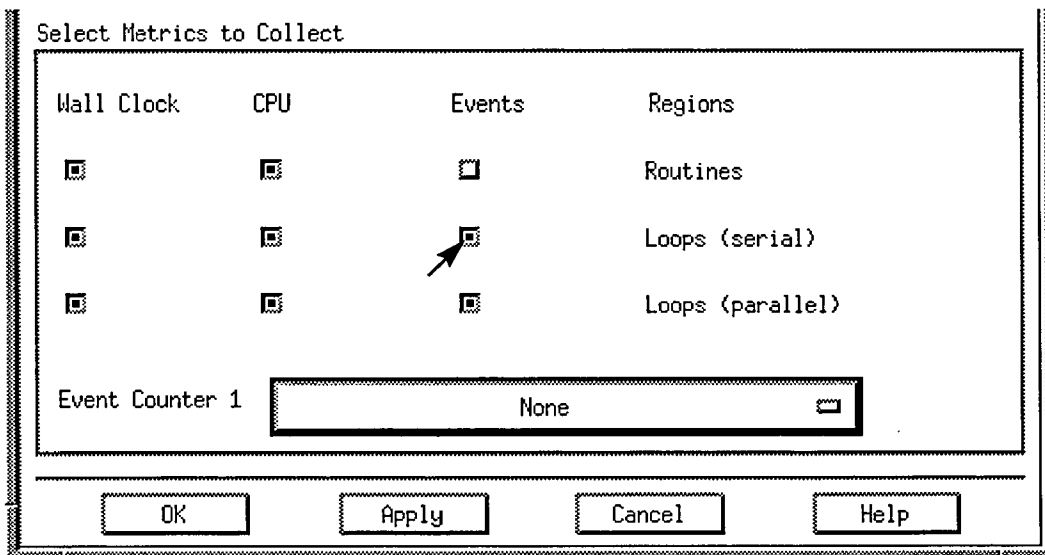 Select Metrics to Collect
Wall Clock CPU Events Regions
Routines
Loops (serial)
Loops (parallel)
Event Counter 1 None
OK Apply Cancel Help